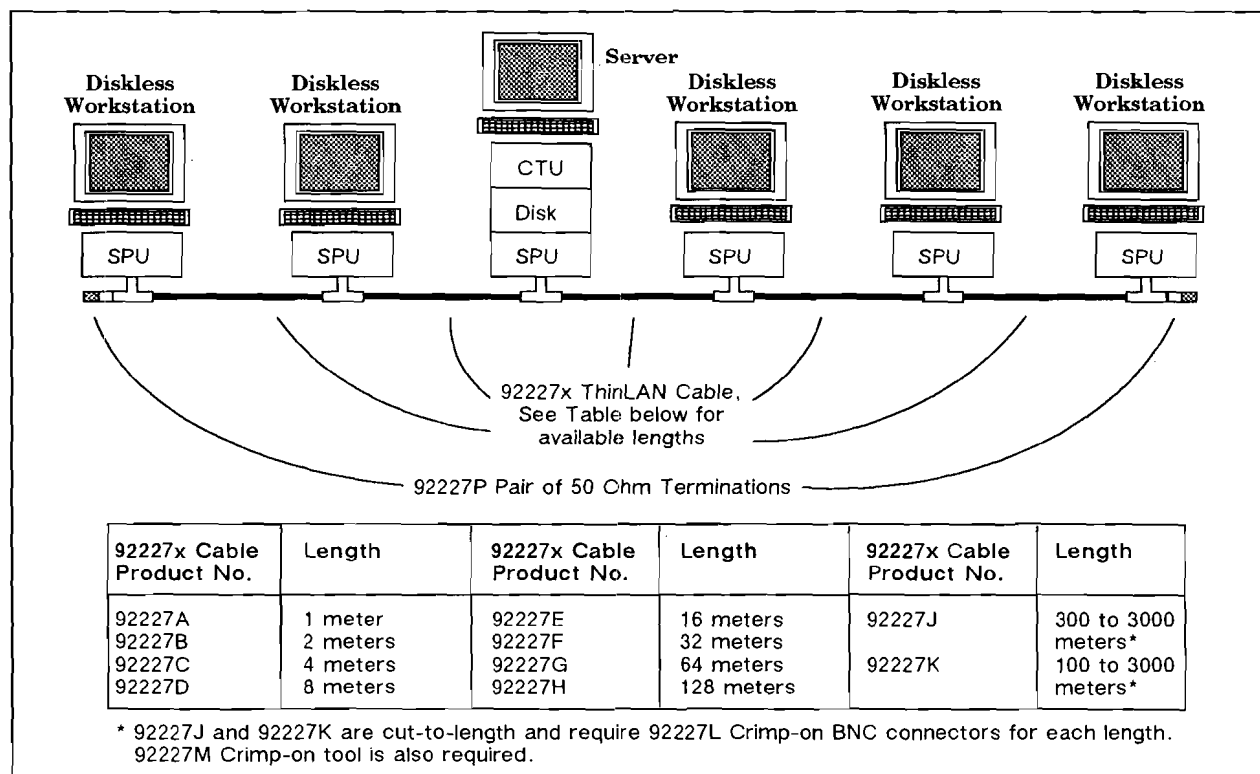 Server
Diskless
Workstation
Diskless
Workstation
Diskless
Workstation
Diskless
Workstation
Diskless
Workstation
CTU
Disk
SPU
SPU
SPU
SPU
SPU
SPU
92227x ThinLAN Cable,
See Table below for
available lengths
92227P Pair of 50 Ohm Terminations
92227x Cable Product No. Length 92227x Cable Product No. Length 92227x Cable Product No. Length
92227A 1 meter 92227E 16 meters 92227J 300 to 3000
92227B 2 meters 92227F 32 meters meters*
92227C 4 meters 92227G 64 meters 92227K 100 to 3000
92227D 8 meters 92227H 128 meters meters*
* 92227J and 92227K are cut-to-length and require 92227L Crimp-on BNC connectors for each length.
92227M Crimp-on tool is also required.